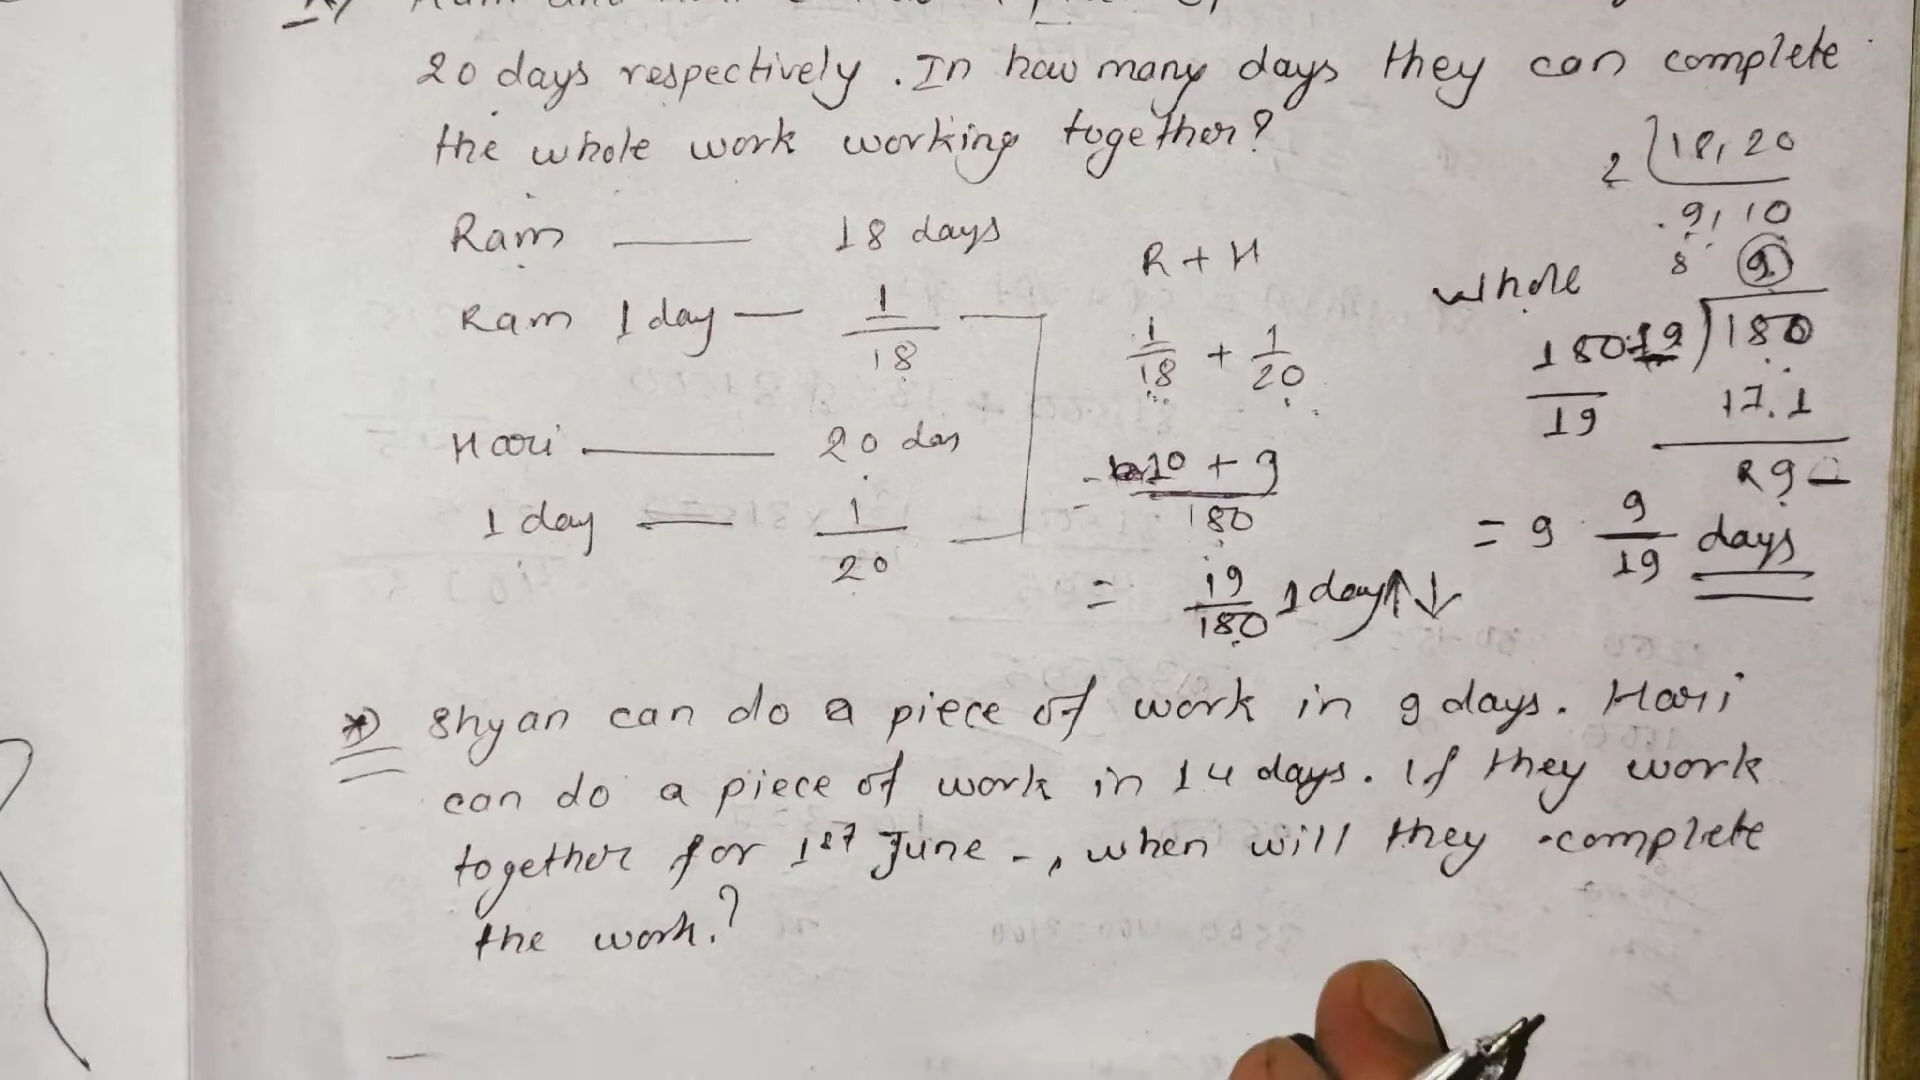 20 days respectively. In how many days they can complete
the whole work working together?
2 18, 20
9, 10
Ram — 18 days
R + H
Whole
8 9
Ram 1 day — 1/18
1/18 + 1/20
180/19
19 ) 180
17.1
R 9
Hari — 20 das
= 10 + 9 / 180
1 day — 1/20
= 9 9/19 days
= 19/180 1 day ↑↓
*) Shyan can do a piece of work in 9 days. Hari
can do a piece of work in 14 days. If they work
together for 1st June -, when will they complete
the work.?